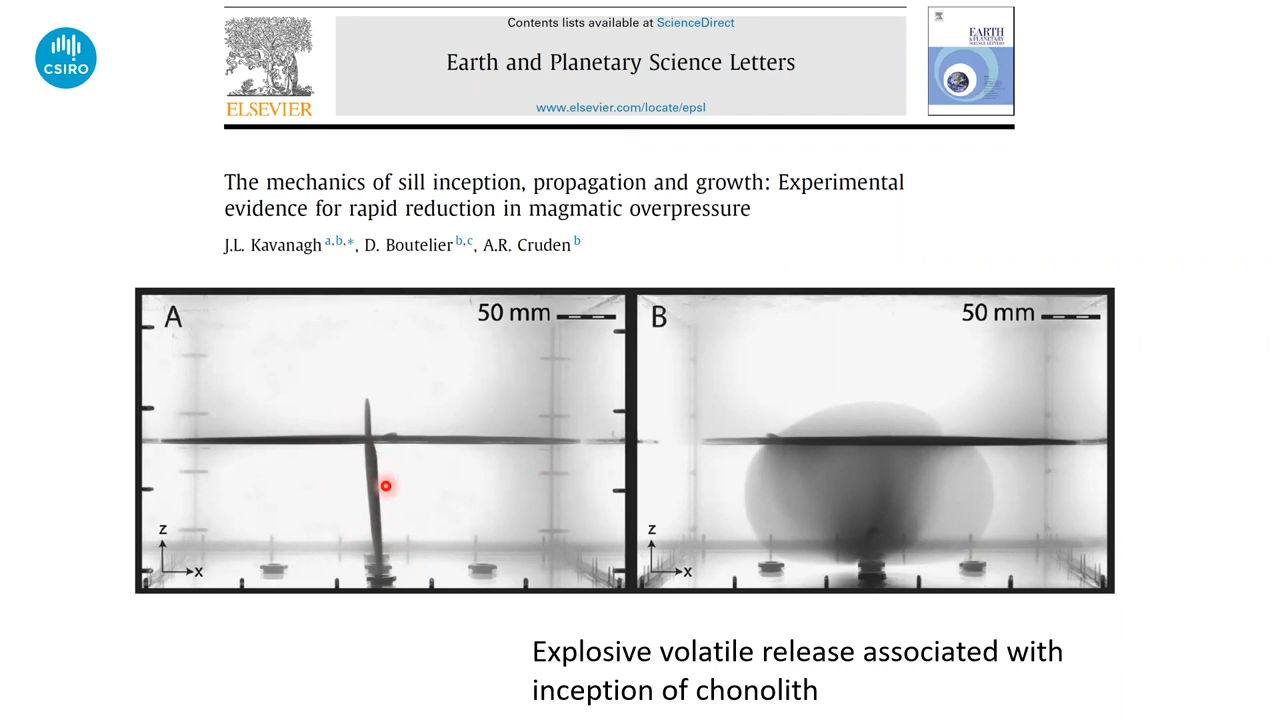 CSIRO
ELSEVIER
Contents lists available at ScienceDirect
Earth and Planetary Science Letters
www.elsevier.com/locate/epsl
EARTH
& PLANETARY
SCIENCE LETTERS
The mechanics of sill inception, propagation and growth: Experimental
evidence for rapid reduction in magmatic overpressure
J.L. Kavanagh a,b,*, D. Boutelier b,c, A.R. Cruden b
A
50 mm
z
x
B
50 mm
z
x
Explosive volatile release associated with
inception of chonolith